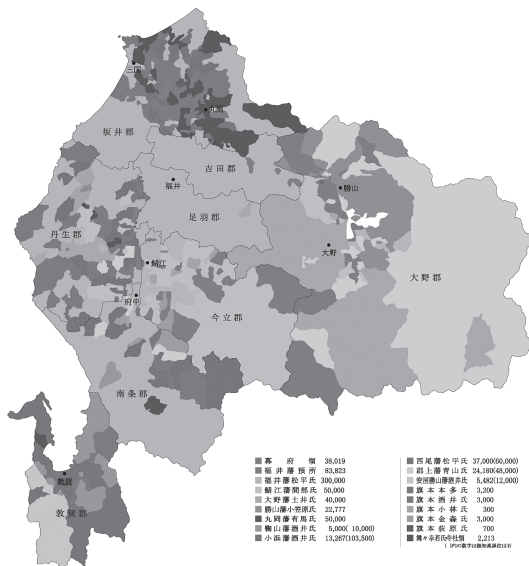 三国
丸岡
坂井郡
吉田郡
福井
勝山
足羽郡
丹生郡
大野
大野郡
鯖江
府中
今立郡
南条郡
敦賀
敦賀郡
幕府領 38,019
福井藩預所 83,823
福井藩松平氏 300,000
鯖江藩間部氏 50,000
大野藩土井氏 40,000
勝山藩小笠原氏 22,777
丸岡藩有馬氏 50,000
鞠山藩酒井氏 5,000( 10,000)
小浜藩酒井氏 13,267(103,500)
西尾藩松平氏 37,000(60,000)
郡上藩青山氏 24,180(48,000)
安房勝山藩酒井氏 5,482(12,000)
旗本本多氏 3,200
旗本酒井氏 3,000
旗本小林氏 300
旗本金森氏 3,000
旗本萩原氏 700
舞々幸若氏寺社領 2,213